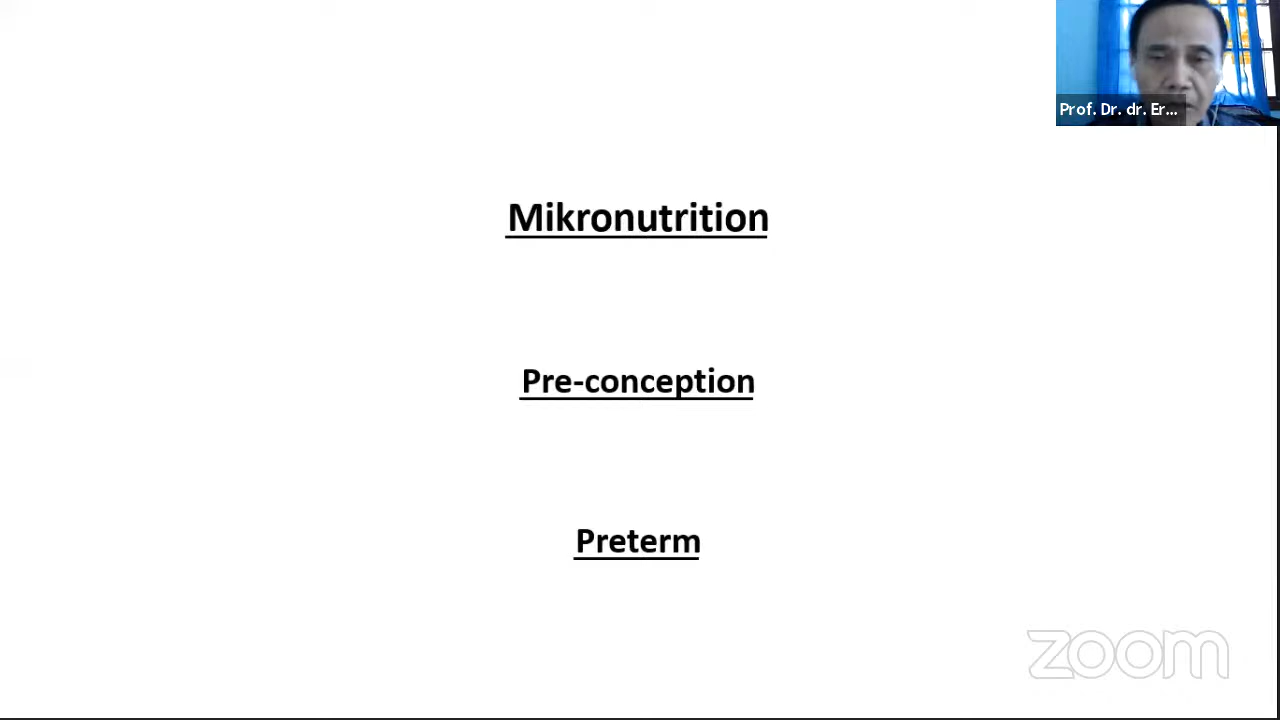 Prof. Dr. dr. Er...
Mikronutrition
Pre-conception
Preterm
zoom